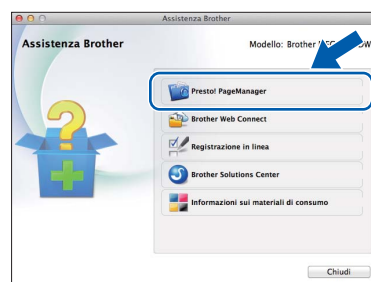 Assistenza Brother
Assistenza Brother
Modello: Brother
Presto! PageManager
Brother Web Connect
Registrazione in linea
Brother Solutions Center
Informazioni sui materiali di consumo
Chiudi